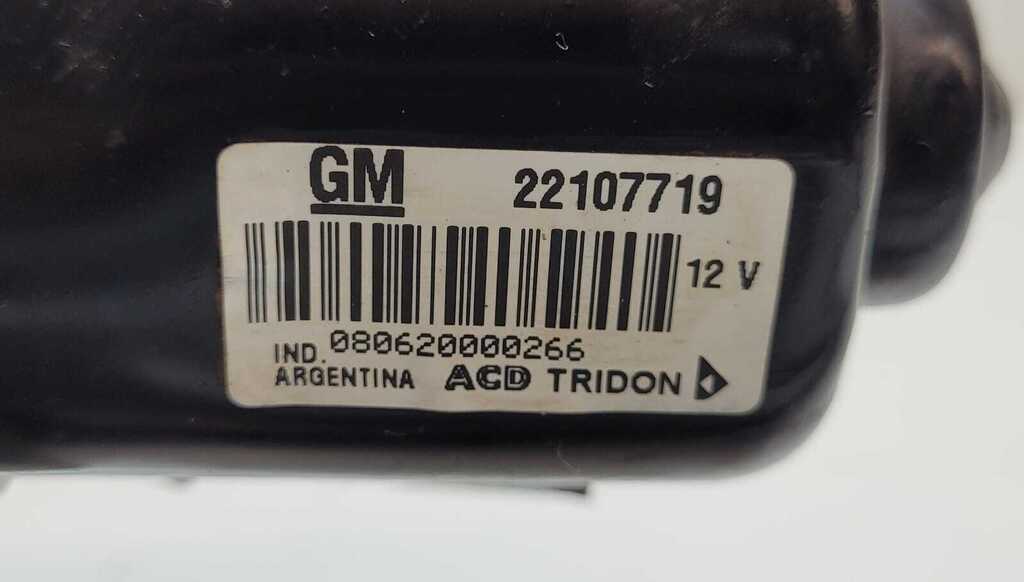 GM 22107719
12 V
080620000266
IND.
ARGENTINA ACD TRIDON